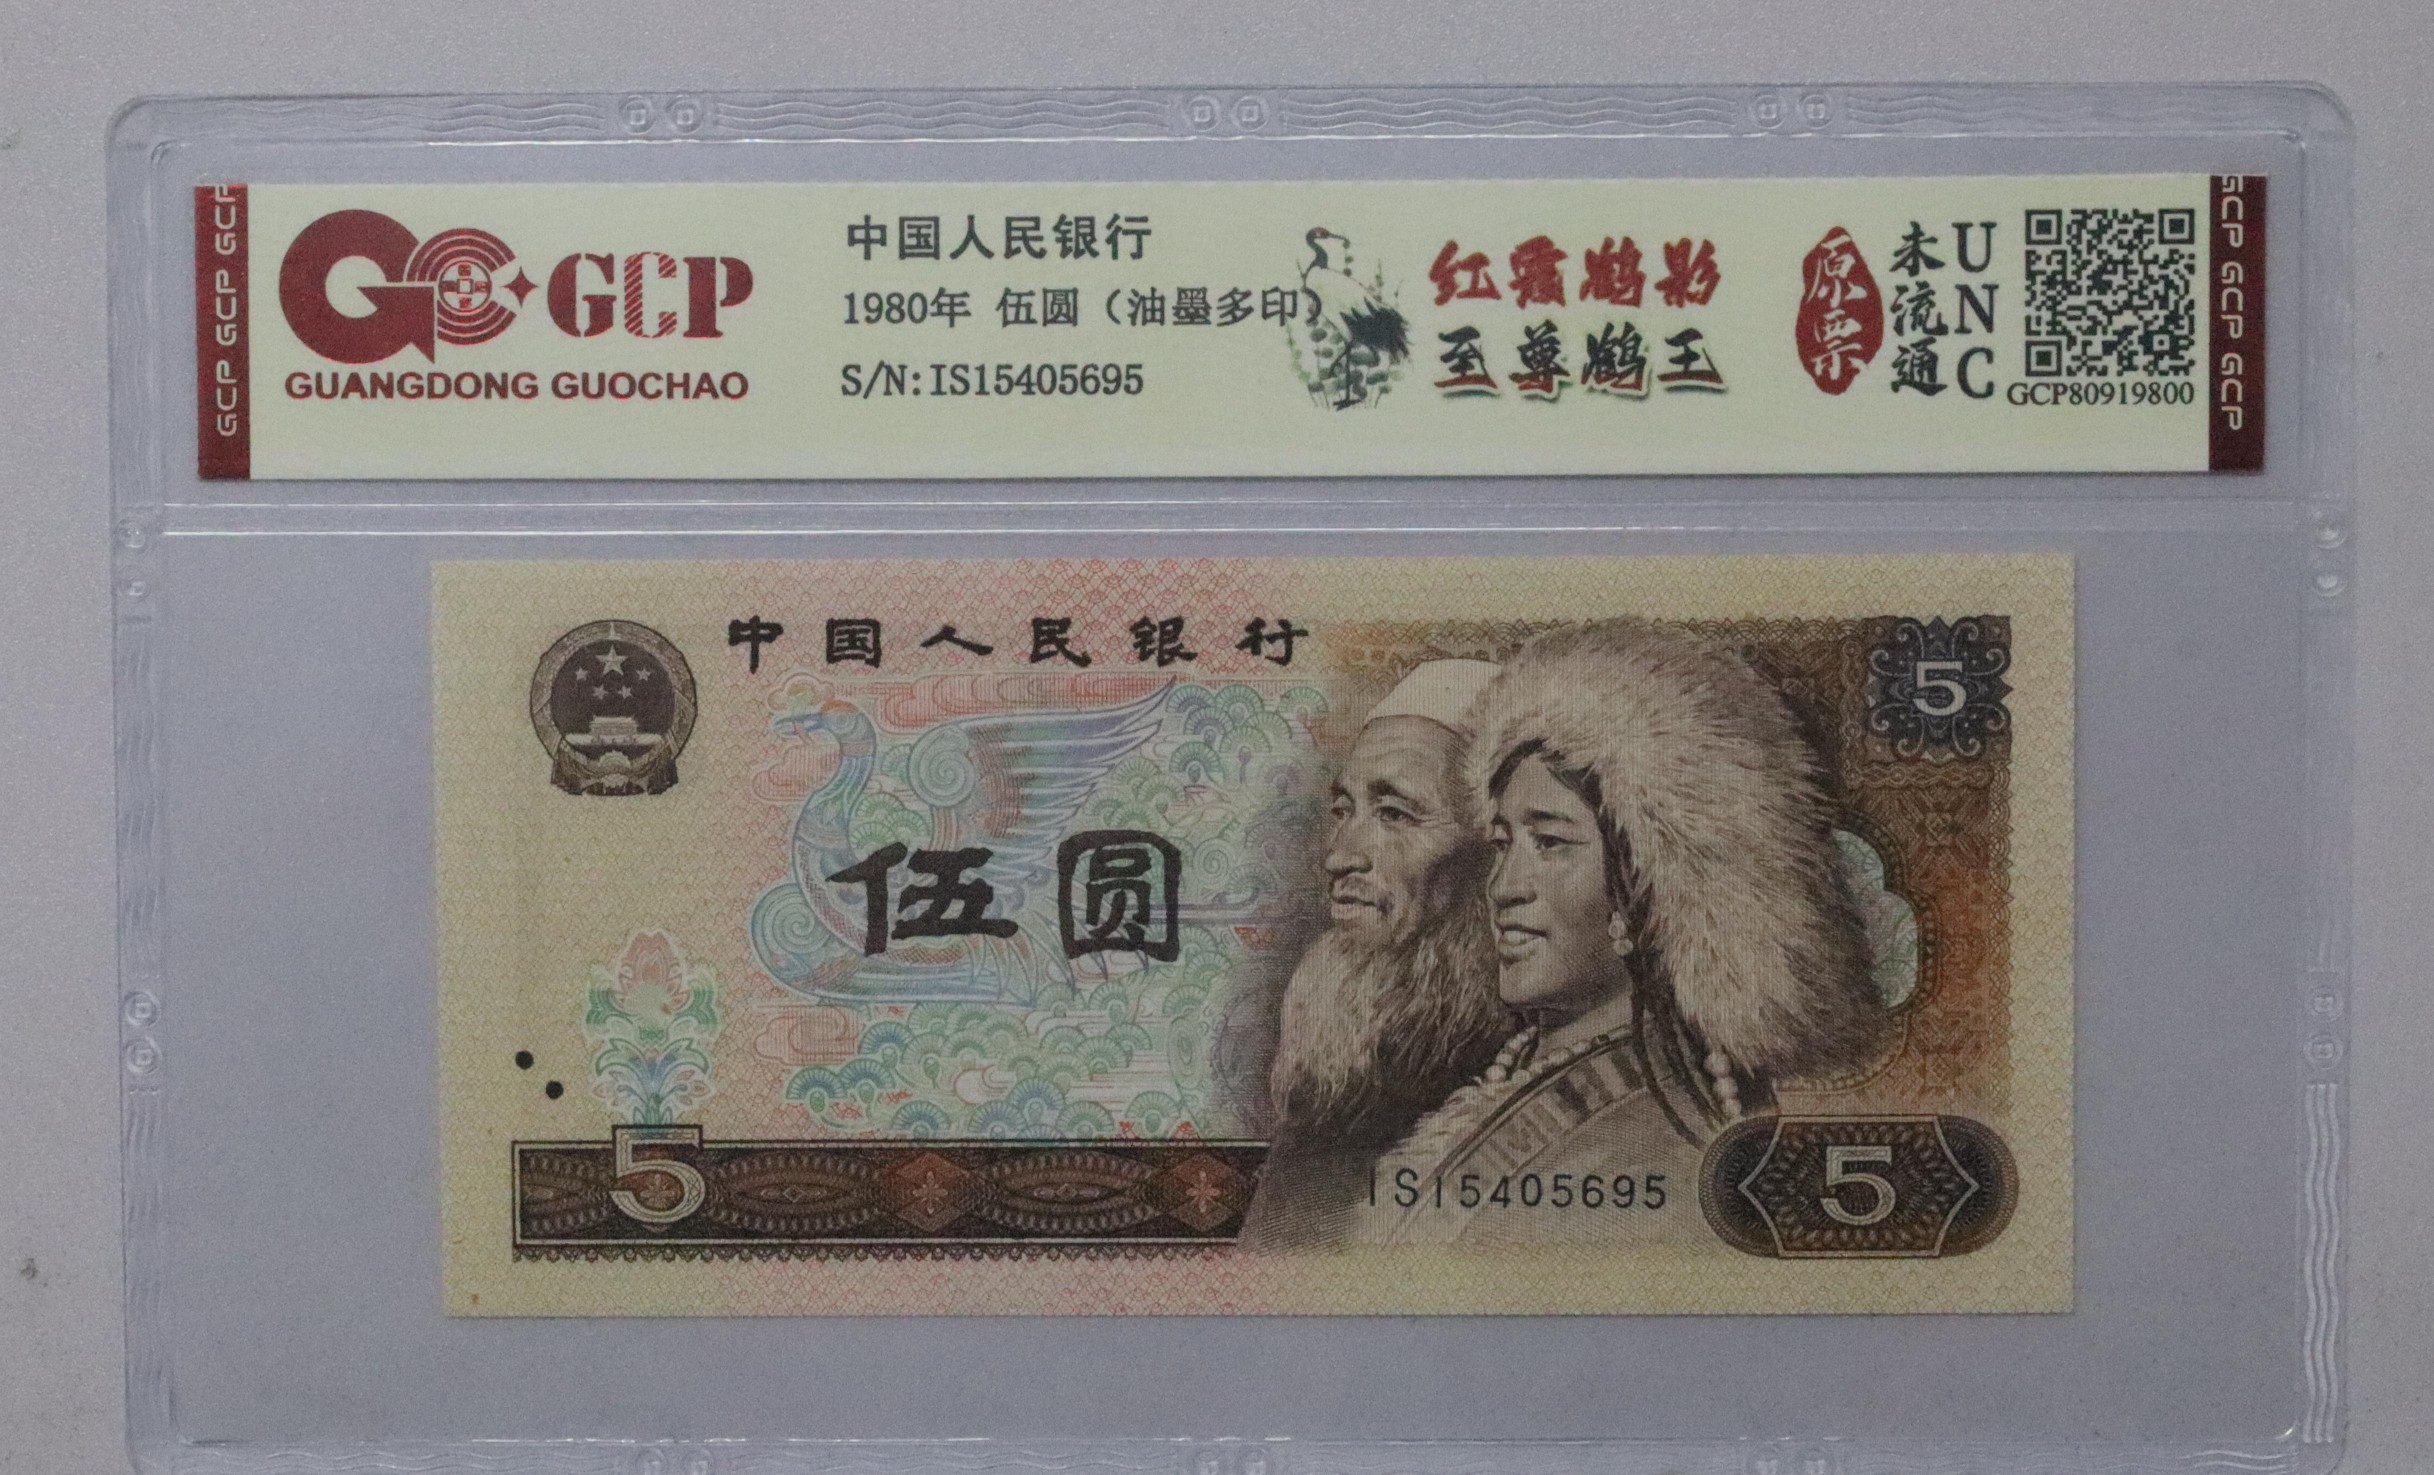 GCP GCP GCP
GCP
GUANGDONG GUOCHAO
中国人民银行
1980年 伍圆（油墨多印）
S/N:IS15405695
红霞鹤影
至尊鹤王
原票
未流通
UNC
GCP80919800
GCP GCP GCP
中国人民银行
5
伍圆
5
IS15405695
5